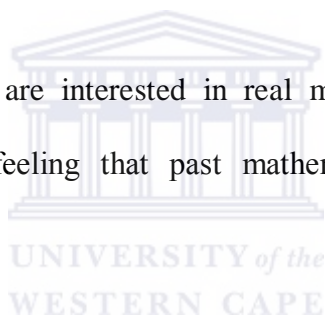 are interested in real m
feeling that past mather
UNIVERSITY of the
WESTERN CAPE